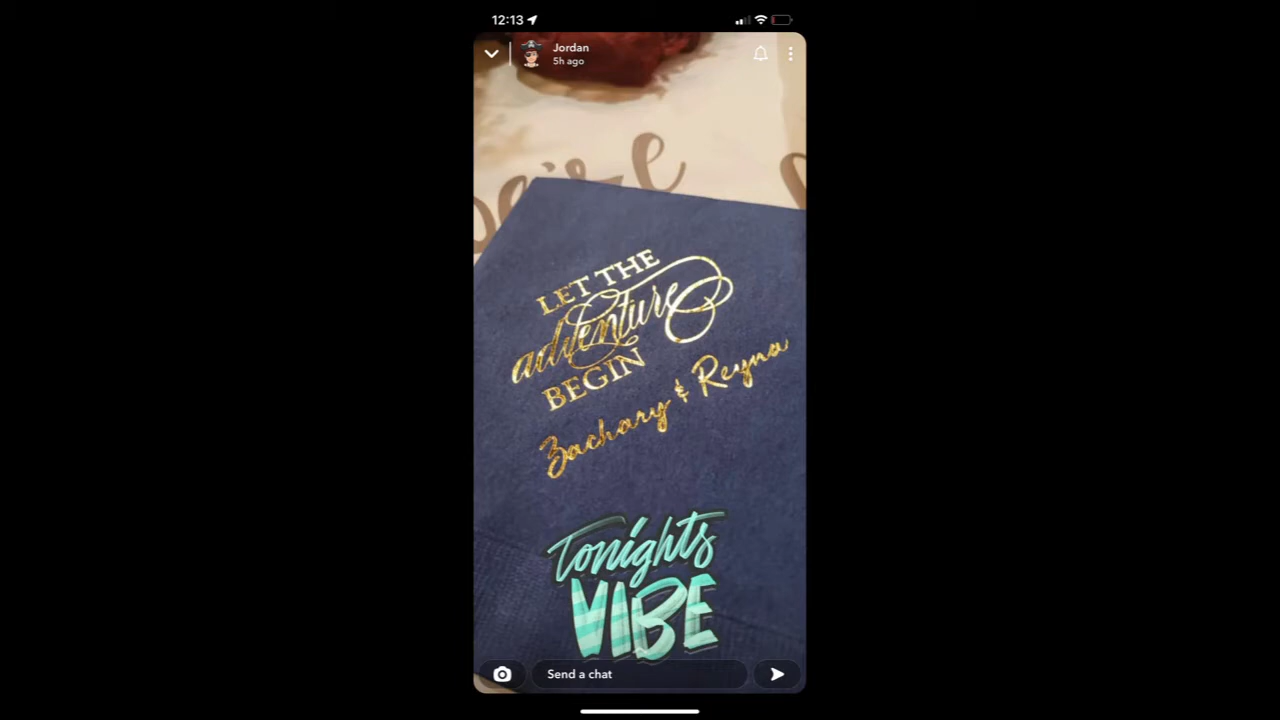 12:13
Jordan
5h ago
LET THE
adventure
BEGIN
Zachary & Reyna
Tonights
VIBE
Send a chat